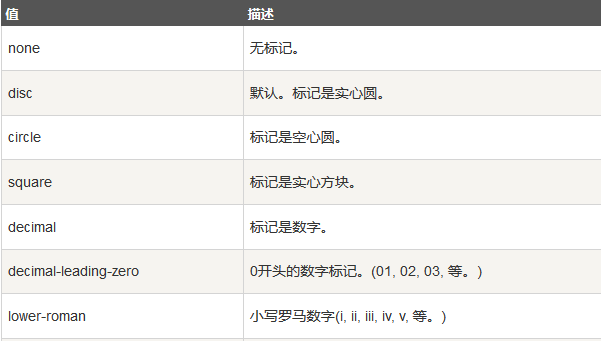 值 描述
none 无标记。
disc 默认。标记是实心圆。
circle 标记是空心圆。
square 标记是实心方块。
decimal 标记是数字。
decimal-leading-zero 0开头的数字标记。(01, 02, 03, 等。)
lower-roman 小写罗马数字(i, ii, iii, iv, v, 等。)